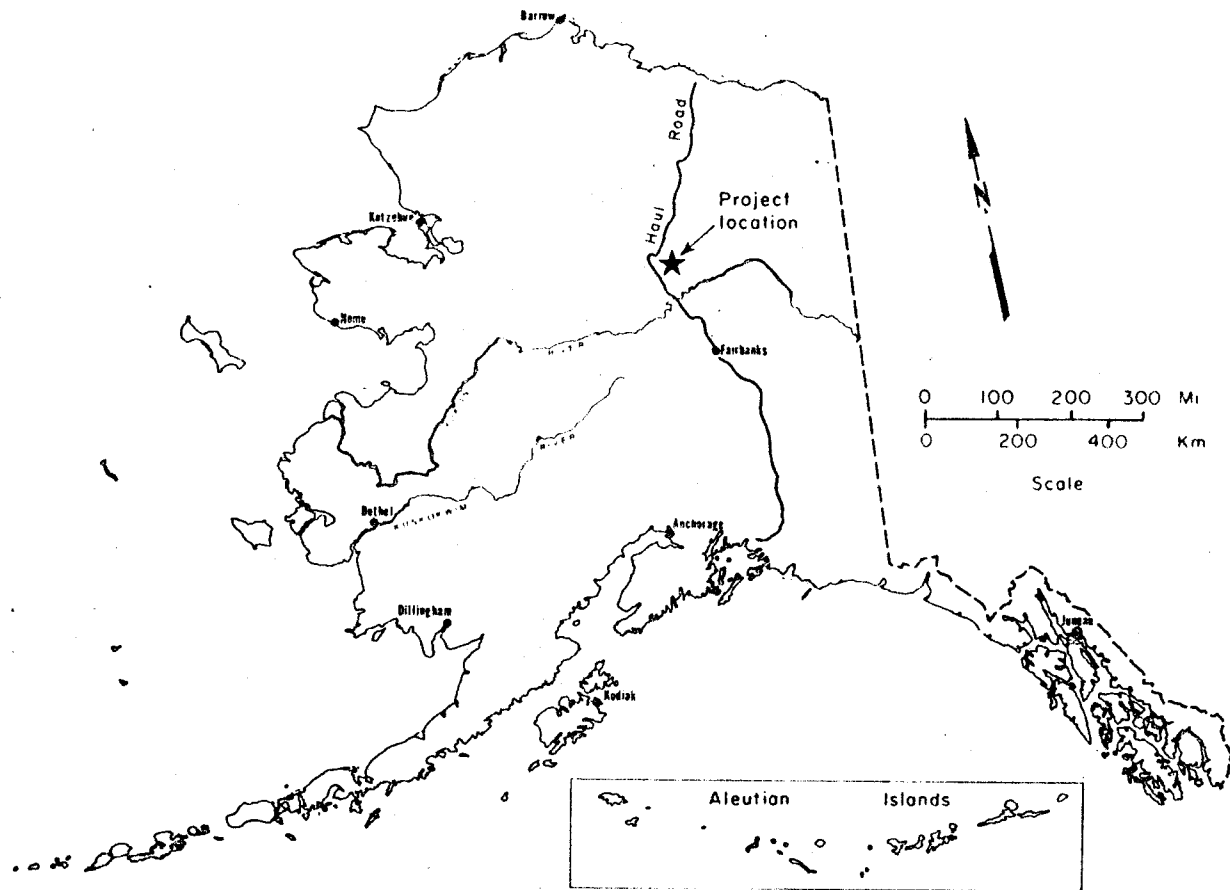 Barrow
Haul Road
Project
location
Kotzebue
Nome
Fairbanks
N
0 100 200 300 Mi
0 200 400 Km
Scale
RIVER
Bethel
Anchorage
Dillingham
Juneau
Kodiak
Aleutian Islands